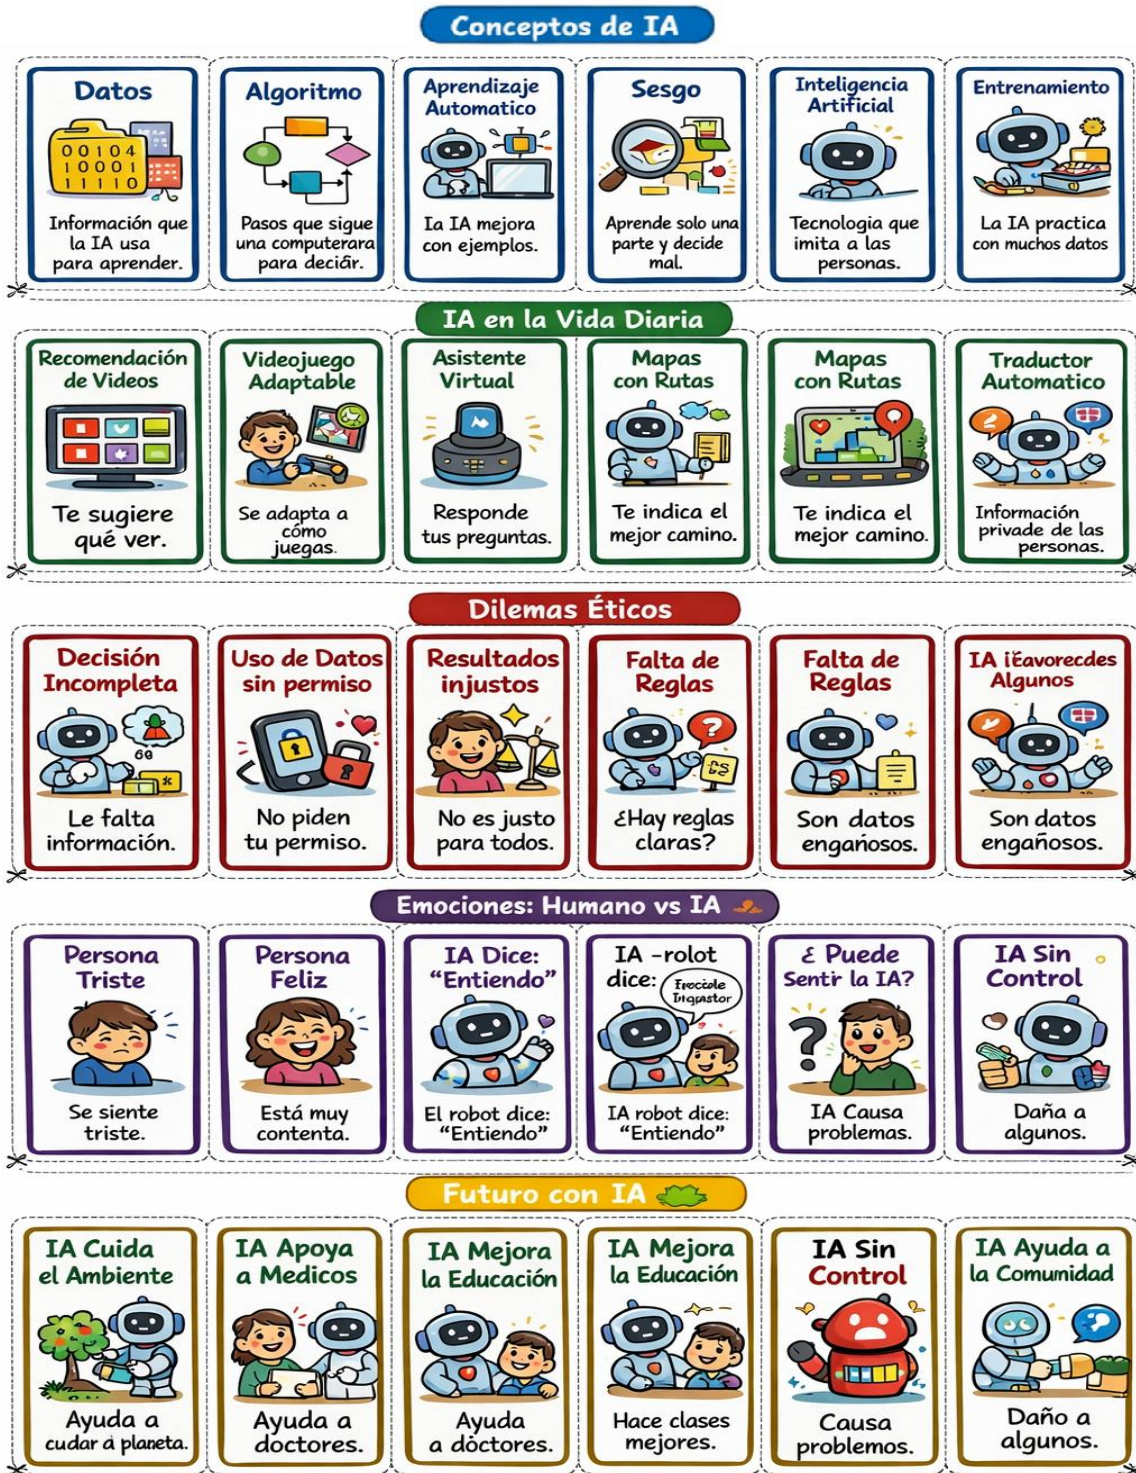 Conceptos de IA
Datos
00104
10001
11110
Información que
la IA usa
para aprender.
Algoritmo
Pasos que sigue
una computerara
para deciďir.
Aprendizaje
Automatico
Ia IA mejora
con ejemplos.
Sesgo
Aprende solo una
parte y decide
mal.
Inteligencia
Artificial
Tecnologia que
imita a las
personas.
Entrenamiento
La IA practica
con muchos datos
IA en la Vida Diaria
Recomendación
de Videos
Te sugiere
qué ver.
Videojuego
Adaptable
Se adapta a
cómo
juegas.
Asistente
Virtual
Responde
tus preguntas.
Mapas
con Rutas
Te indica el
mejor camino.
Mapas
con Rutas
Te indica el
mejor camino.
Traductor
Automatico
Información
privade de las
personas.
Dilemas Éticos
Decisión
Incompleta
Le falta
información.
Uso de Datos
sin permiso
No piden
tu permiso.
Resultados
injustos
No es justo
para todos.
Falta de
Reglas
?
¿Hay reglas
claras?
Falta de
Reglas
Son datos
engañosos.
IA
Algunos
Son datos
engañosos.
Emociones: Humano vs IA
Persona
Triste
Se siente
triste.
Persona
Feliz
Está muy
contenta.
IA Dice:
“Entiendo”
El robot dice:
“Entiendo”
IA -rolot
dice:
IA robot dice:
“Entiendo”
¿ Puede
Sentir la IA?
?
IA Causa
problemas.
IA Sin
Control
Daña a
algunos.
Futuro con IA
IA Cuida
el Ambiente
Ayuda a
cudar a planeta.
IA Apoya
a Medicos
Ayuda a
doctores.
IA Mejora
la Educación
Ayuda
a dóctores.
IA Mejora
la Educación
Hace clases
mejores.
IA Sin
Control
Causa
problemos.
IA Ayuda a
la Comunidad
?
Daño a
algunos.